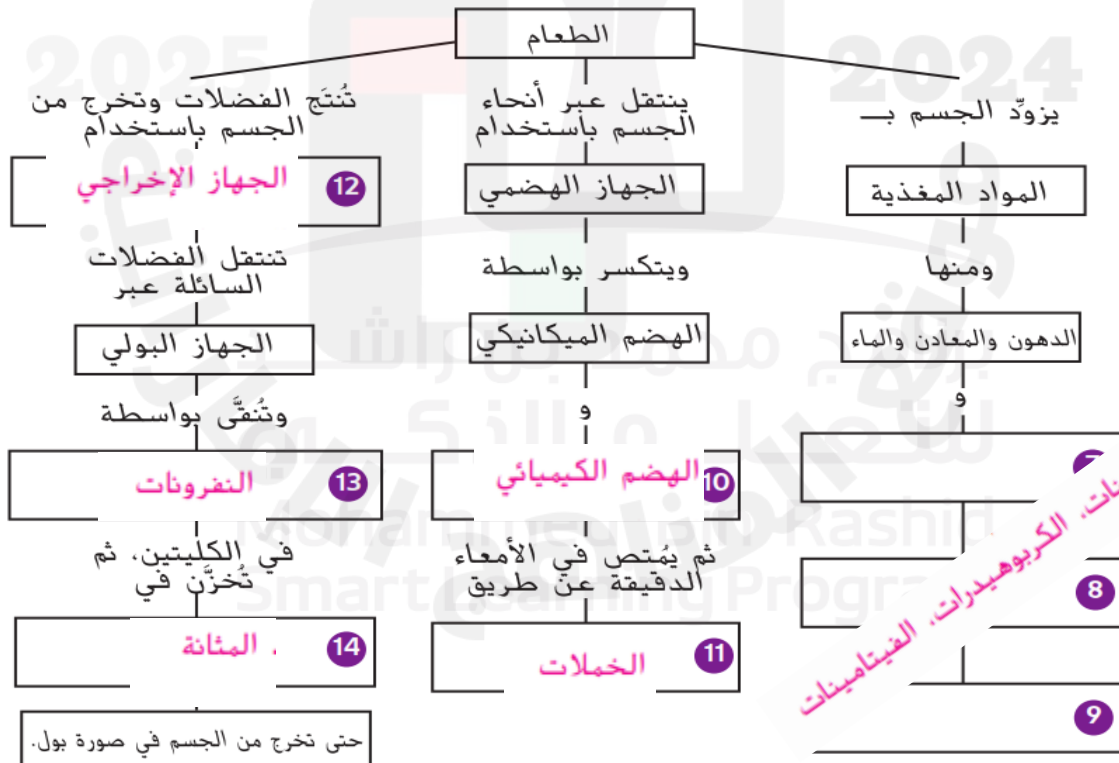 2025
2024
الطعام
يزوِّد الجسم بــ
المواد المغذية
ومنها
الدهون والمعادن والماء
و
8
9
الكربوهيدرات، الفيتامينات
ينتقل عبر أنحاء
الجسم باستخدام
الجهاز الهضمي
ويتكسر بواسطة
الهضم الميكانيكي
و
10 الهضم الكيميائي
ثم يُمتص في الأمعاء
الدقيقة عن طريق
11 الخملات
تُنتَج الفضلات وتخرج من
الجسم باستخدام
12 الجهاز الإخراجي
تنتقل الفضلات
السائلة عبر
الجهاز البولي
وتُنقَّى بواسطة
13 النفرونات
في الكليتين، ثم
تُخزَّن في
14 المثانة
حتى تخرج من الجسم في صورة بول.
Mohammed Bin Rashid
Smart Learning Program